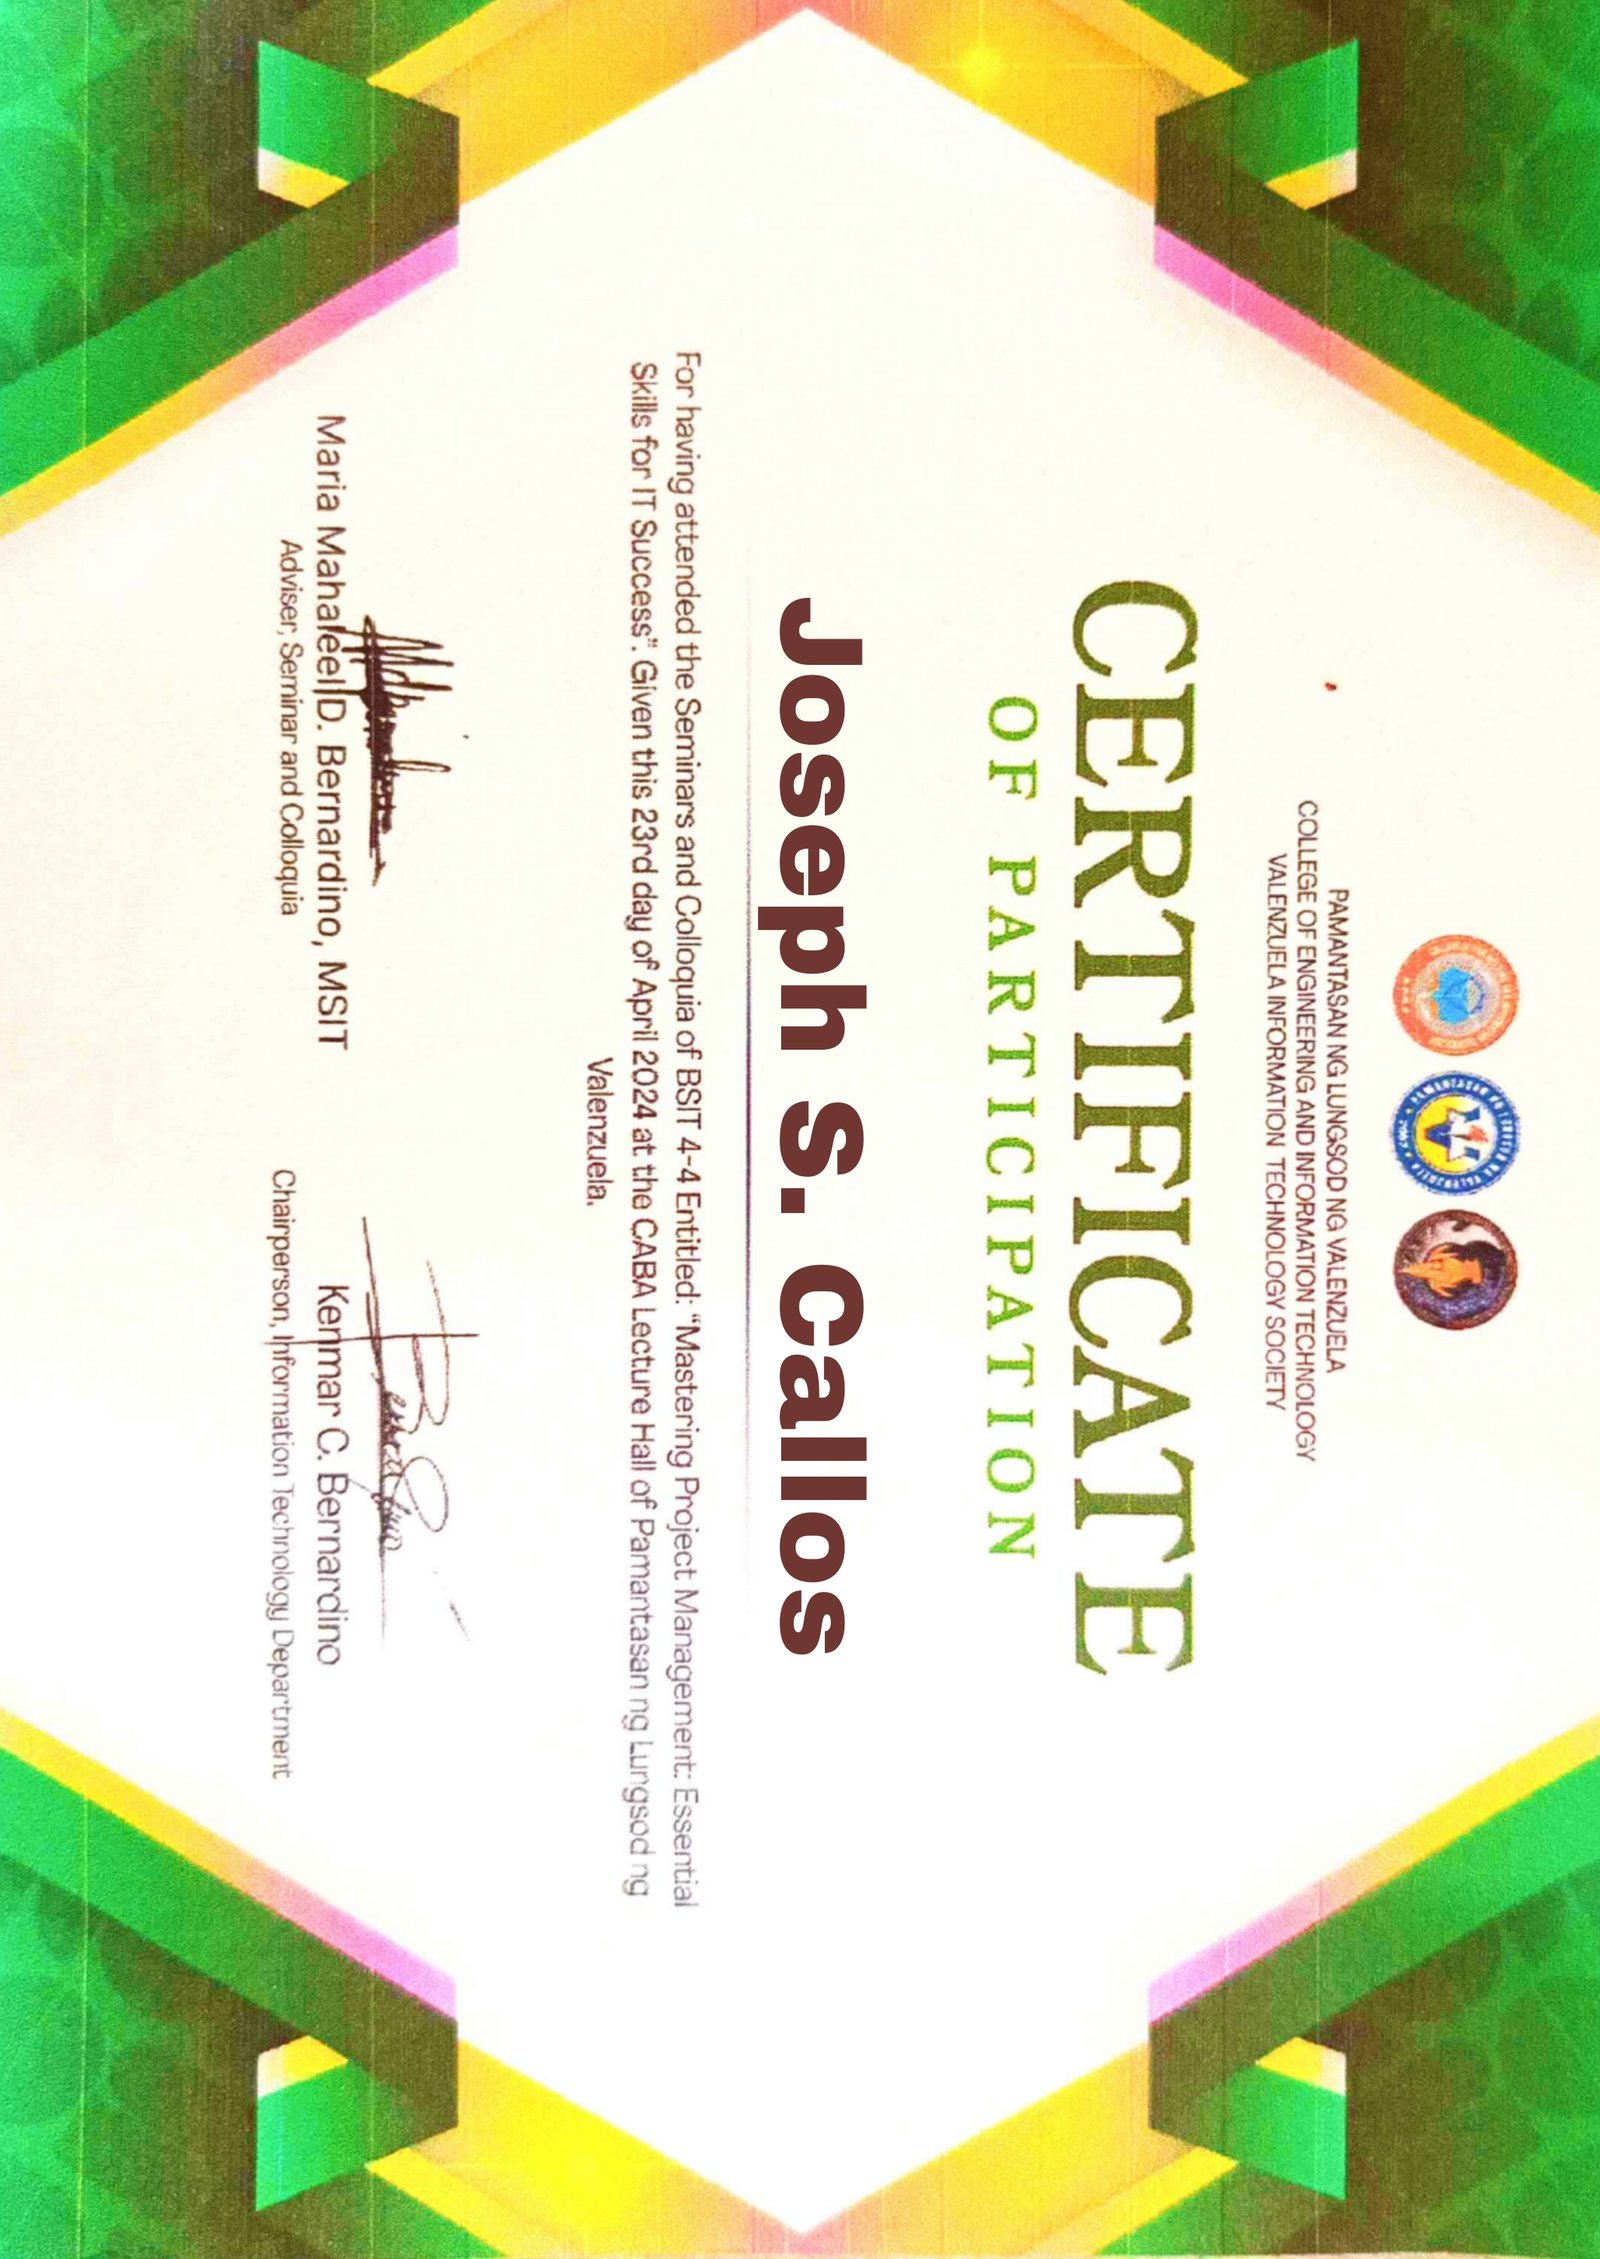 PAMANTASAN NG LUNGSOD NG VALENZUELA
COLLEGE OF ENGINEERING AND INFORMATION TECHNOLOGY
VALENZUELA INFORMATION TECHNOLOGY SOCIETY
CERTIFICATE
OF PARTICIPATION
Joseph S. Callos
For having attended the Seminars and Colloquia of BSIT 4-4 Entitled: “Mastering Project Management: Essential
Skills for IT Success”. Given this 23rd day of April 2024 at the CABA Lecture Hall of Pamantasan ng Lungsod ng
Valenzuela.
Maria Mahaleel D. Bernardino, MSIT
Adviser, Seminar and Colloquia
Kenmar C. Bernardino
Chairperson, Information Technology Department